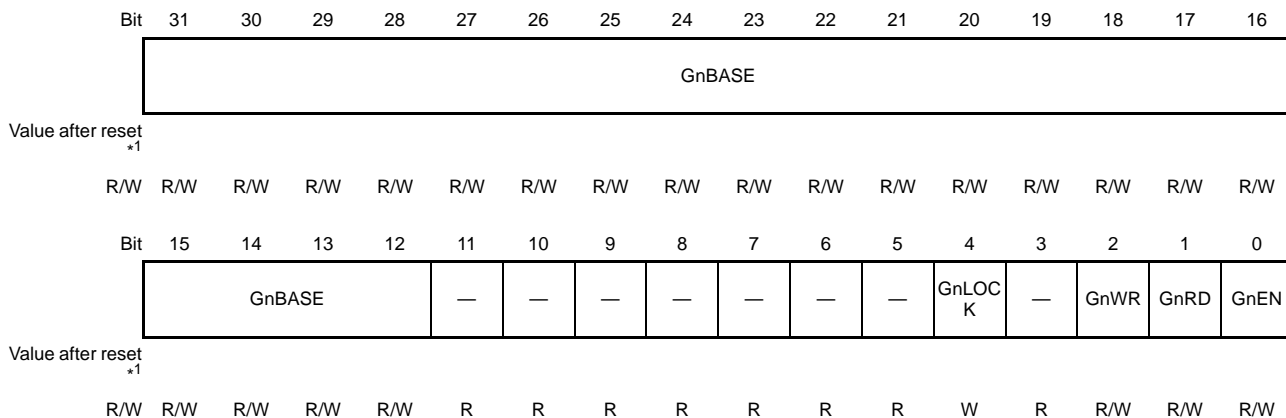 Bit 31 30 29 28 27 26 25 24 23 22 21 20 19 18 17 16
GnBASE
Value after reset
*1
R/W R/W R/W R/W R/W R/W R/W R/W R/W R/W R/W R/W R/W R/W R/W R/W R/W
Bit 15 14 13 12 11 10 9 8 7 6 5 4 3 2 1 0
GnBASE — — — — — — — GnLOC
K — GnWR GnRD GnEN
Value after reset
*1
R/W R/W R/W R/W R/W R R R R R R R W R R/W R/W R/W